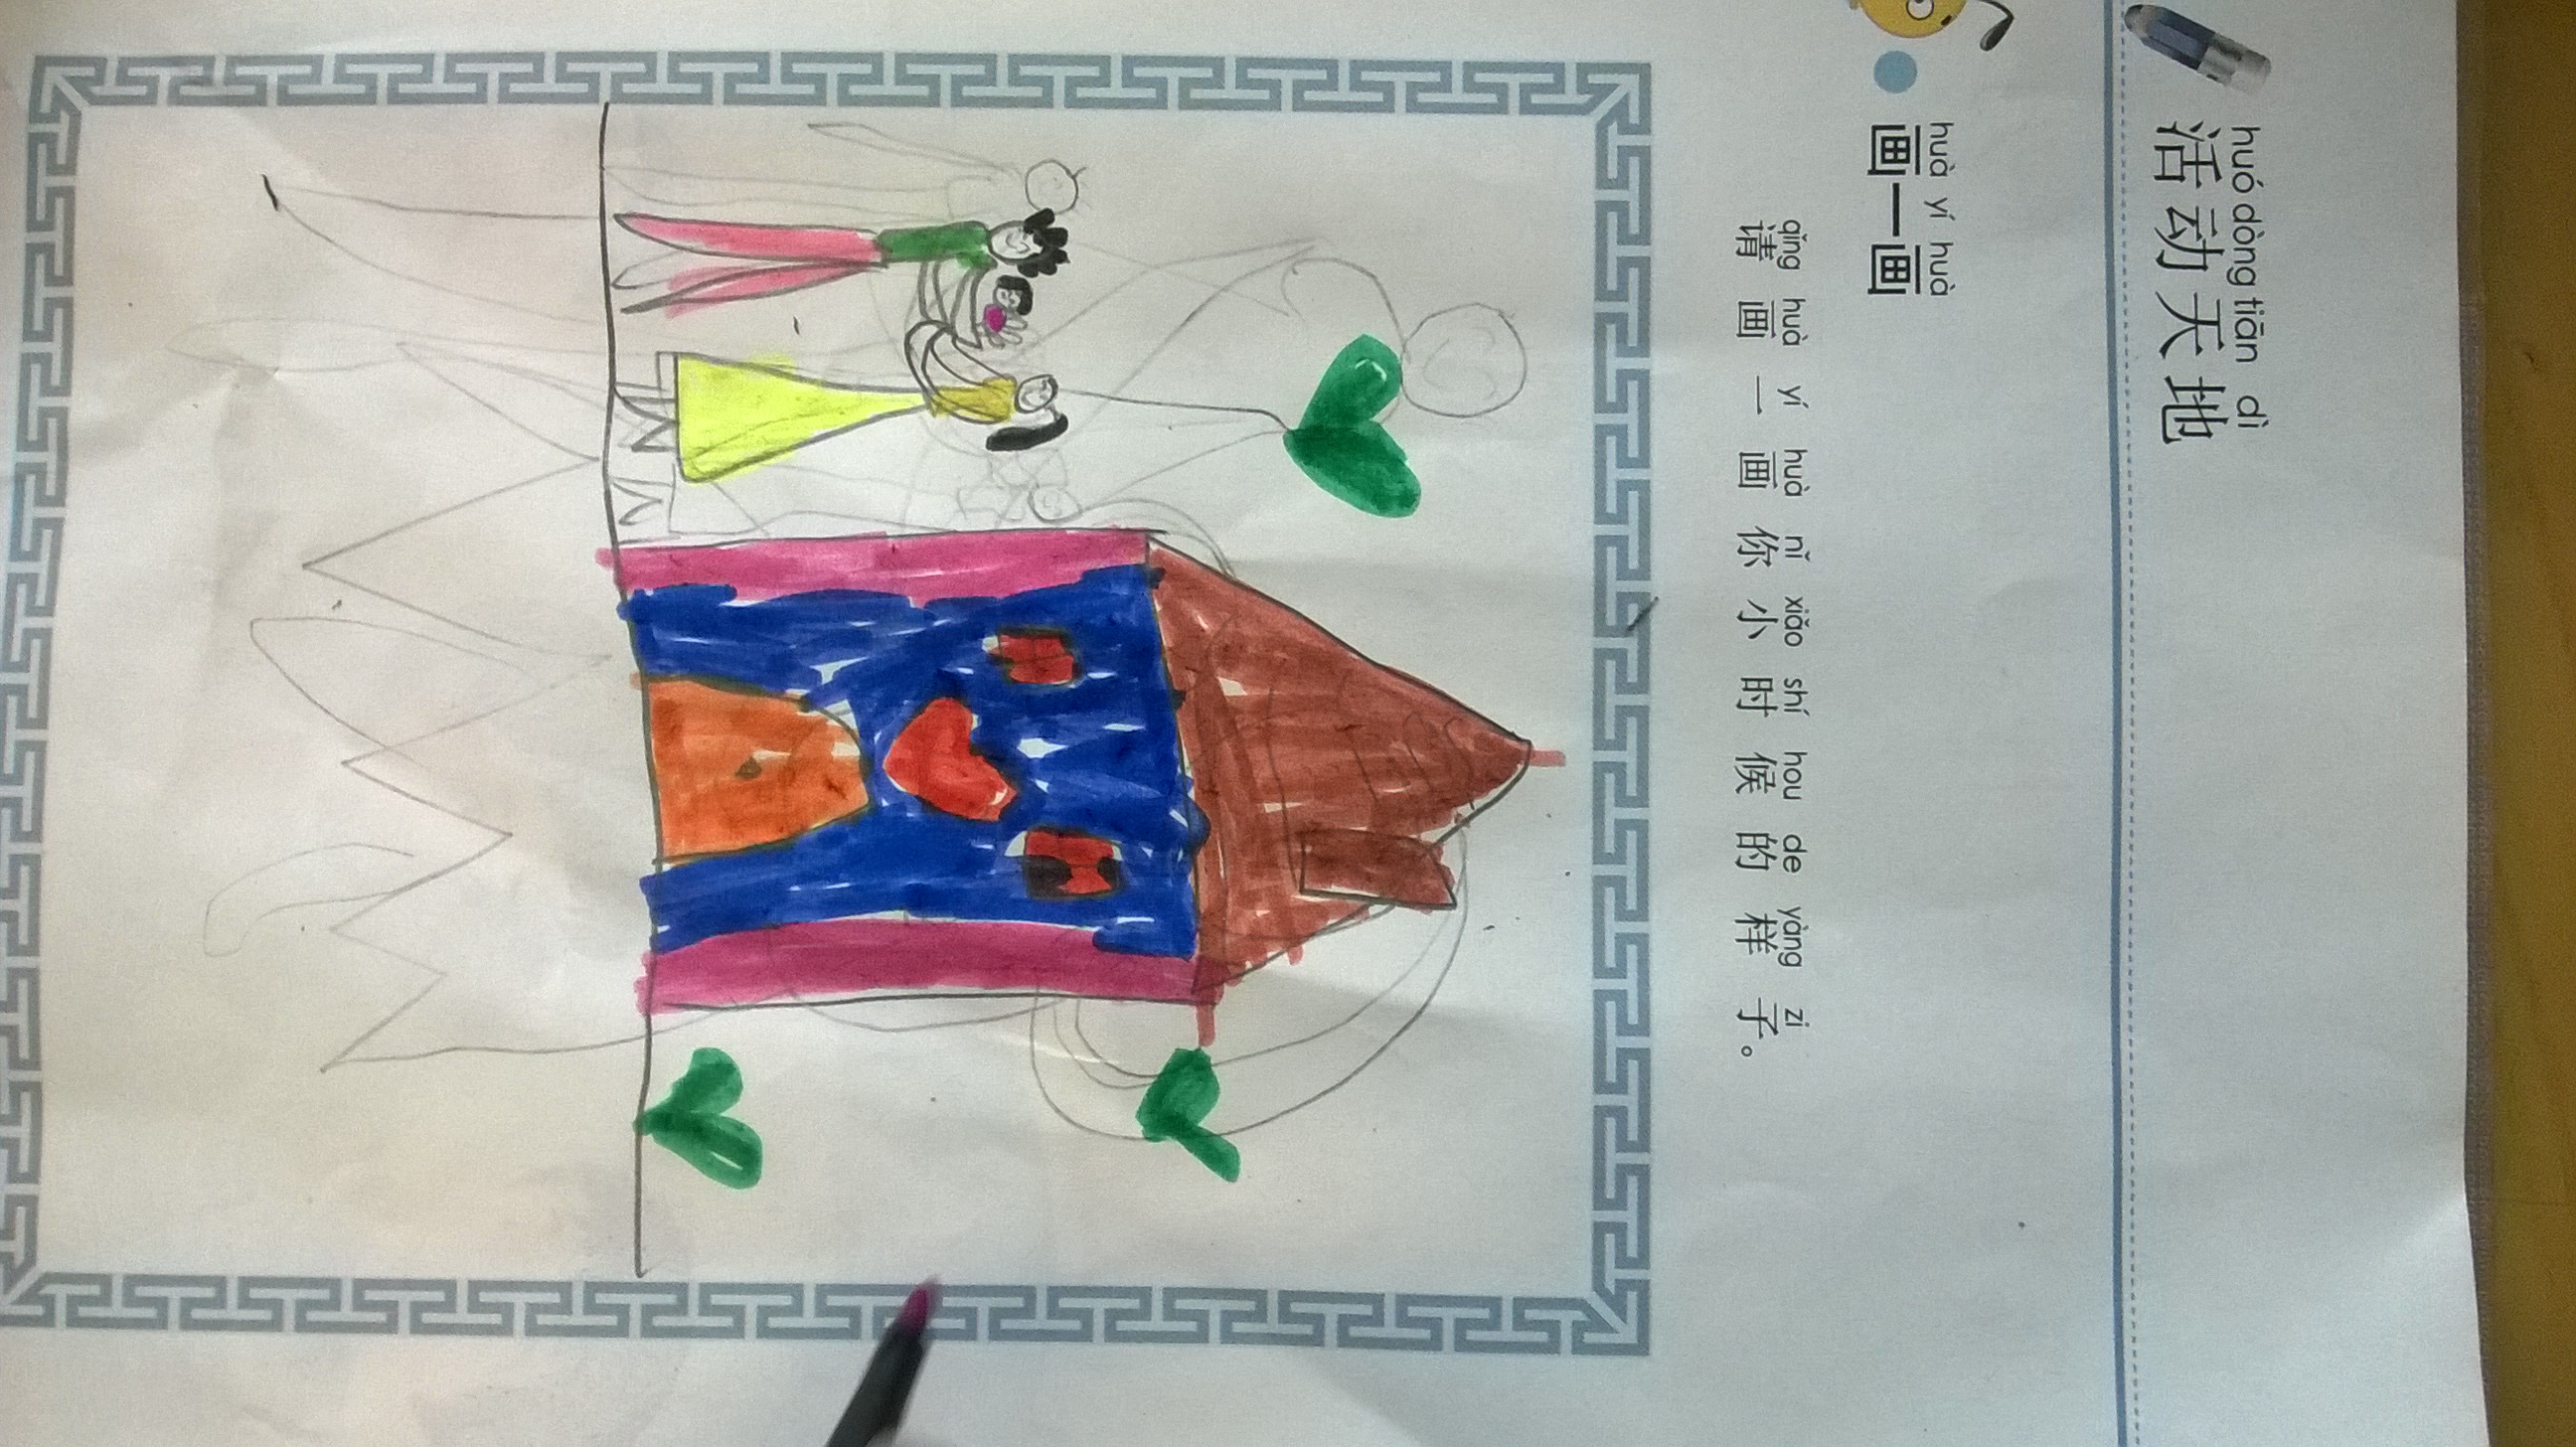 huó dòng tiān dì
活动天地
huà yí huà
画一画
qǐng huà yí huà nǐ xiǎo shí hou de yàng zi
请画一画你小时候的样子。